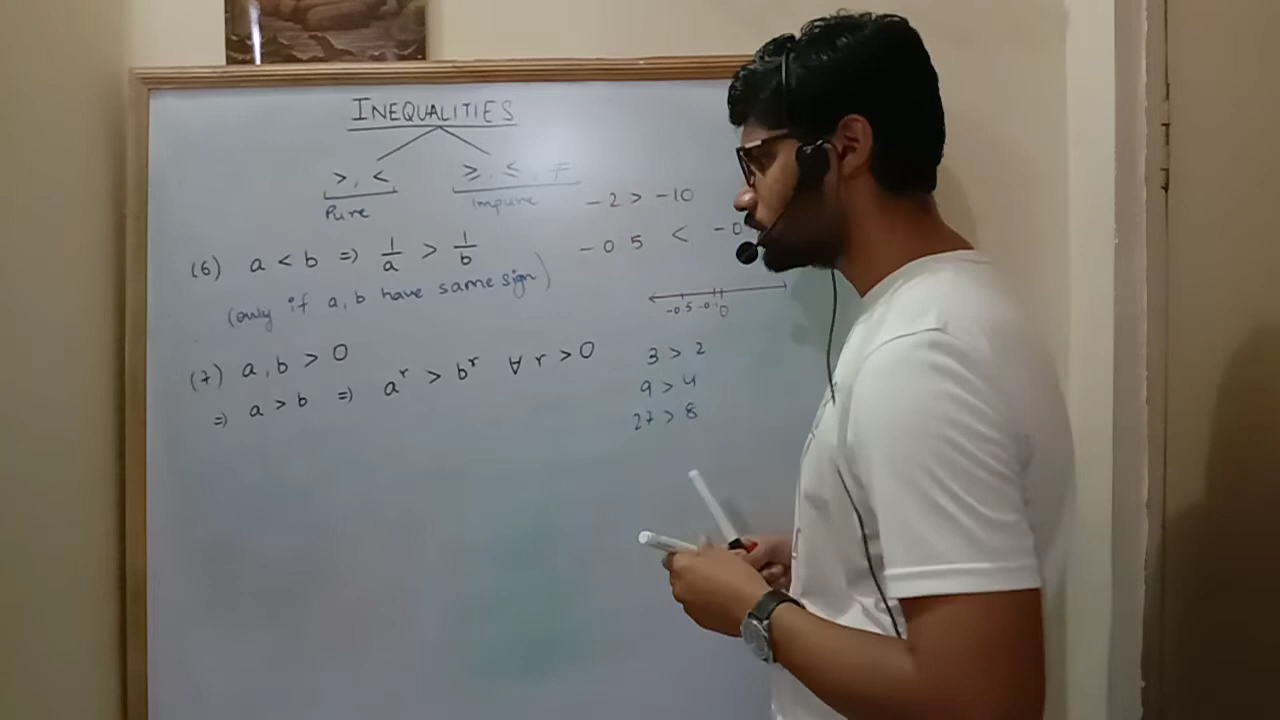 INEQUALITIES
>, <
≥, ≤, ≠
Pure
Impure
(6) a < b ⇒ 1/a > 1/b
(only if a, b have same sign)
(7) a, b > 0
⇒ a > b ⇒ aʳ > bʳ ∀ r > 0
-2 > -10
-0.5 < -0
-0.5 -0.1 0
3 > 2
9 > 4
27 > 8